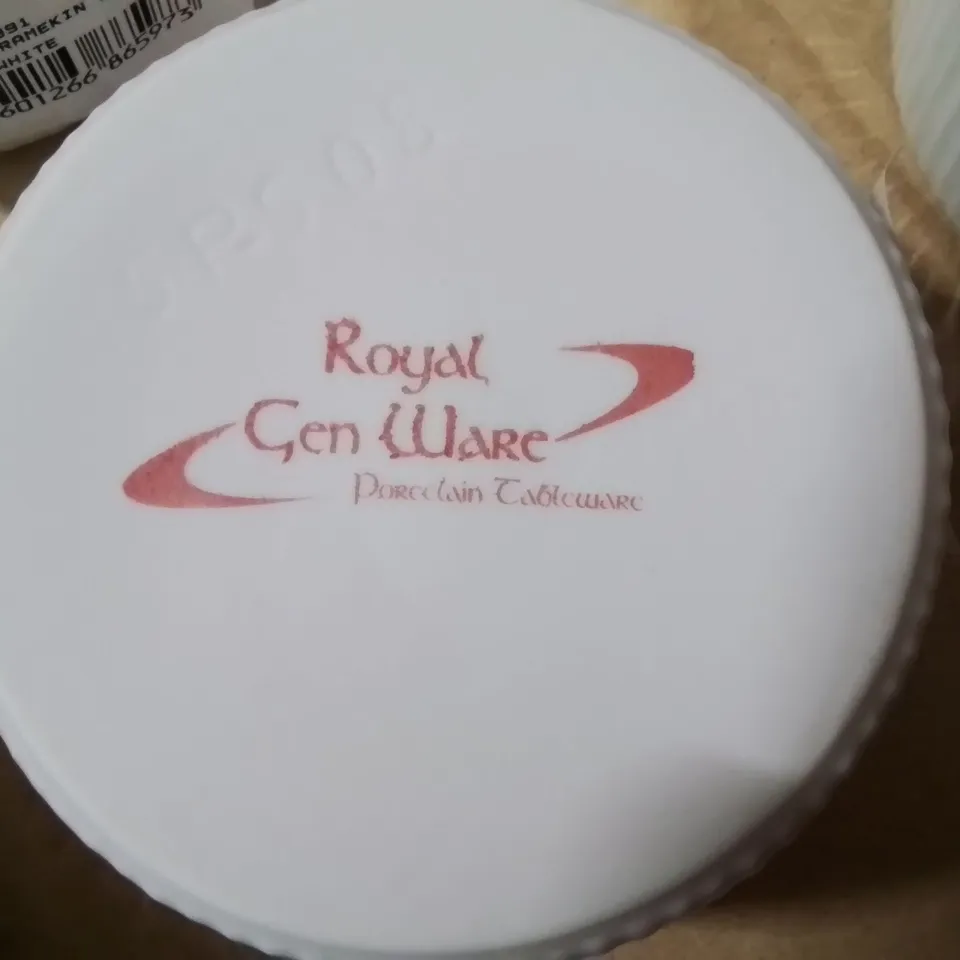 RAMEKIN
WHITE
601266 865973
Royal
Gen Ware
Porcelain Tableware